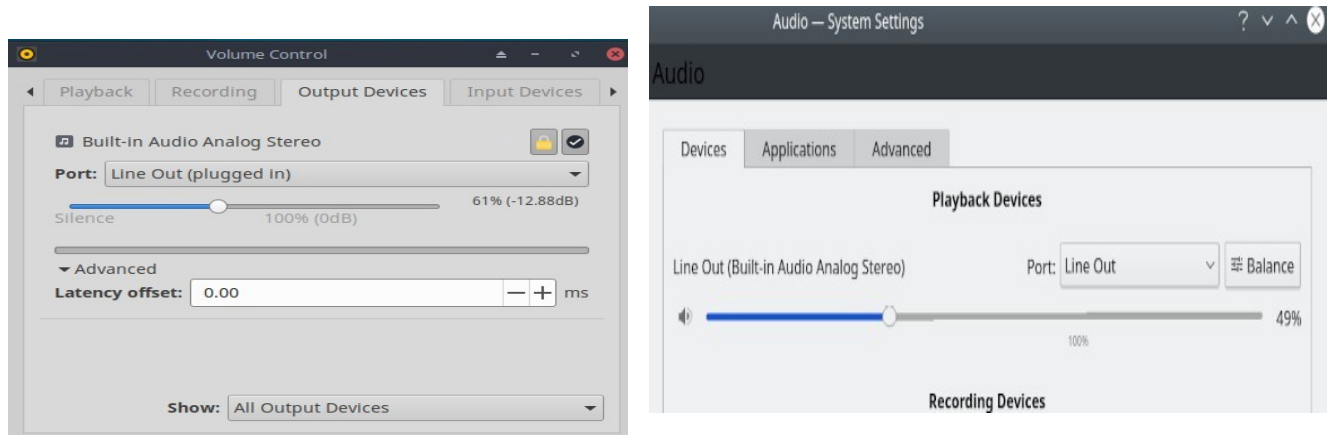 Volume Control
Playback Recording Output Devices Input Devices
Built-in Audio Analog Stereo
Port: Line Out (plugged in)
61% (-12.88dB)
Silence 100% (0dB)
Advanced
Latency offset: 0.00 ms
Show: All Output Devices
Audio — System Settings
Audio
Devices Applications Advanced
Playback Devices
Line Out (Built-in Audio Analog Stereo) Port: Line Out Balance
49%
100%
Recording Devices